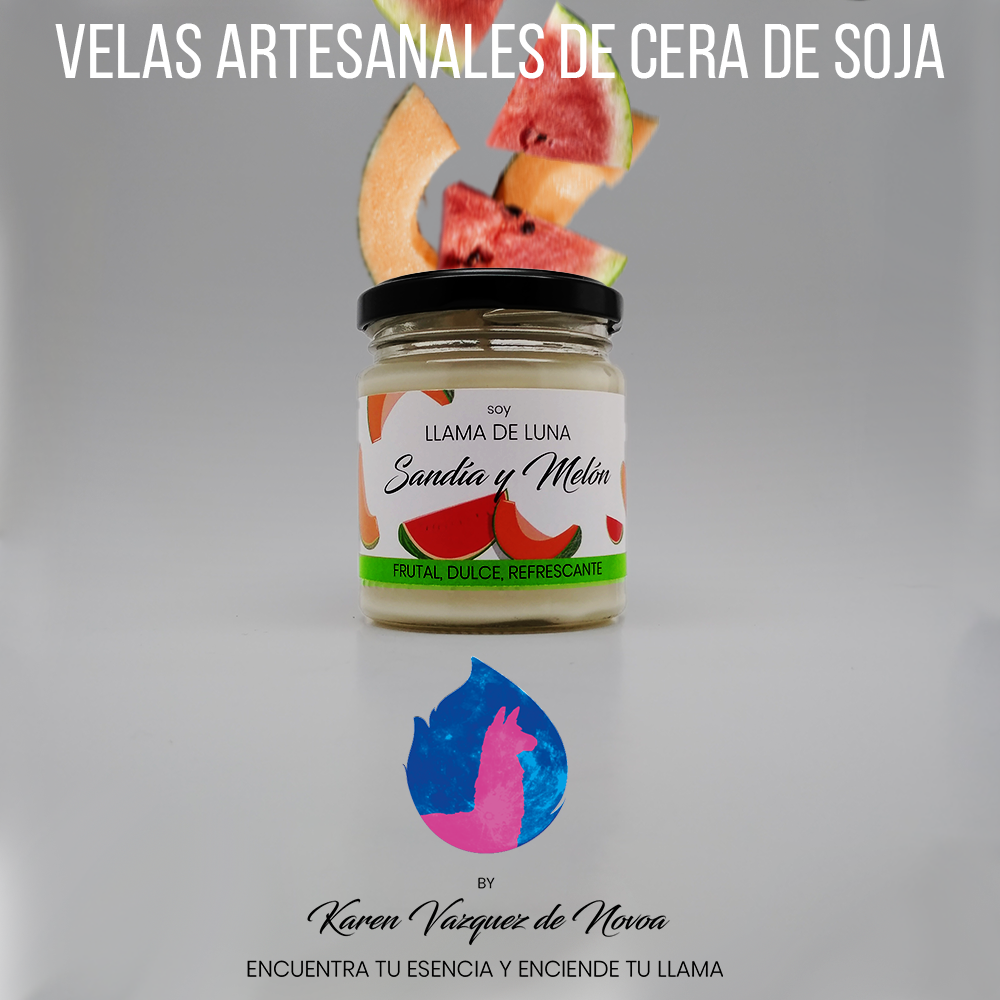 VELAS ARTESANALES DE CERA DE SOJA
soy
LLAMA DE LUNA
Sandía y Melón
FRUTAL, DULCE, REFRESCANTE
BY
Karen Vazquez de Novoa
ENCUENTRA TU ESENCIA Y ENCIENDE TU LLAMA